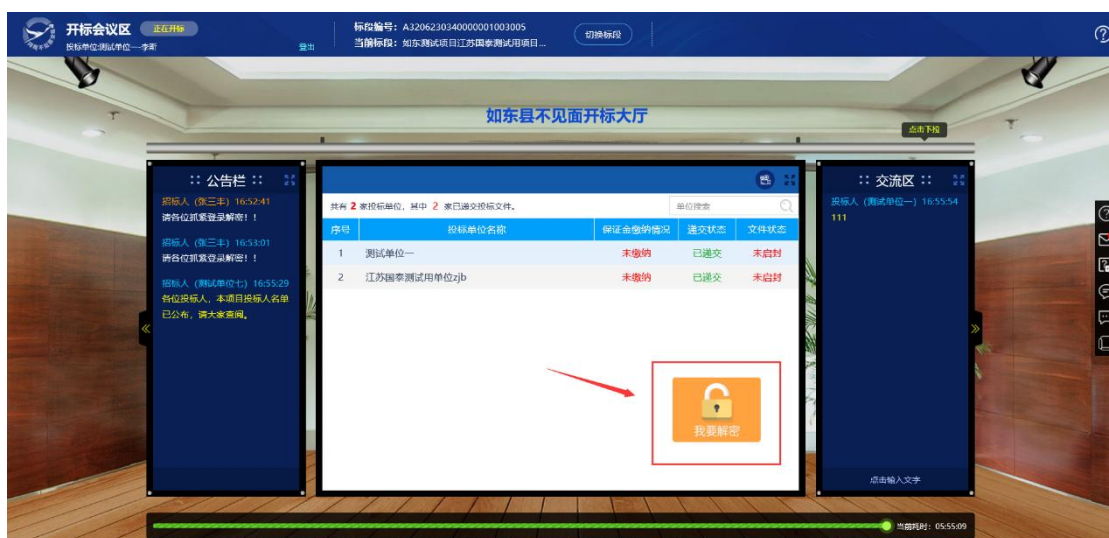 开标会议区 正在开标
投标单位:测试单位一---李斯 登出
标段编号：A3206230340000001003005
当前标段：如东测试项目江苏国泰测试用项目...
切换标段
如东县不见面开标大厅
点击下投
:: 公告栏 ::
招标人（张三丰）16:52:41
请各位抓紧登录解密！！
招标人（张三丰）16:53:01
请各位抓紧登录解密！！
招标人（测试单位七）16:55:29
各位投标人，本项目投标人名单
已公布，请大家查阅。
共有 2 家投标单位，其中 2 家已递交投标文件。
单位搜索
序号 投标单位名称 保证金缴纳情况 递交状态 文件状态
1 测试单位一 未缴纳 已递交 未启封
2 江苏国泰测试用单位zjb 未缴纳 已递交 未启封
我要解密
:: 交流区 ::
投标人（测试单位一）16:55:54
111
点击输入文字
当前耗时：05:55:09